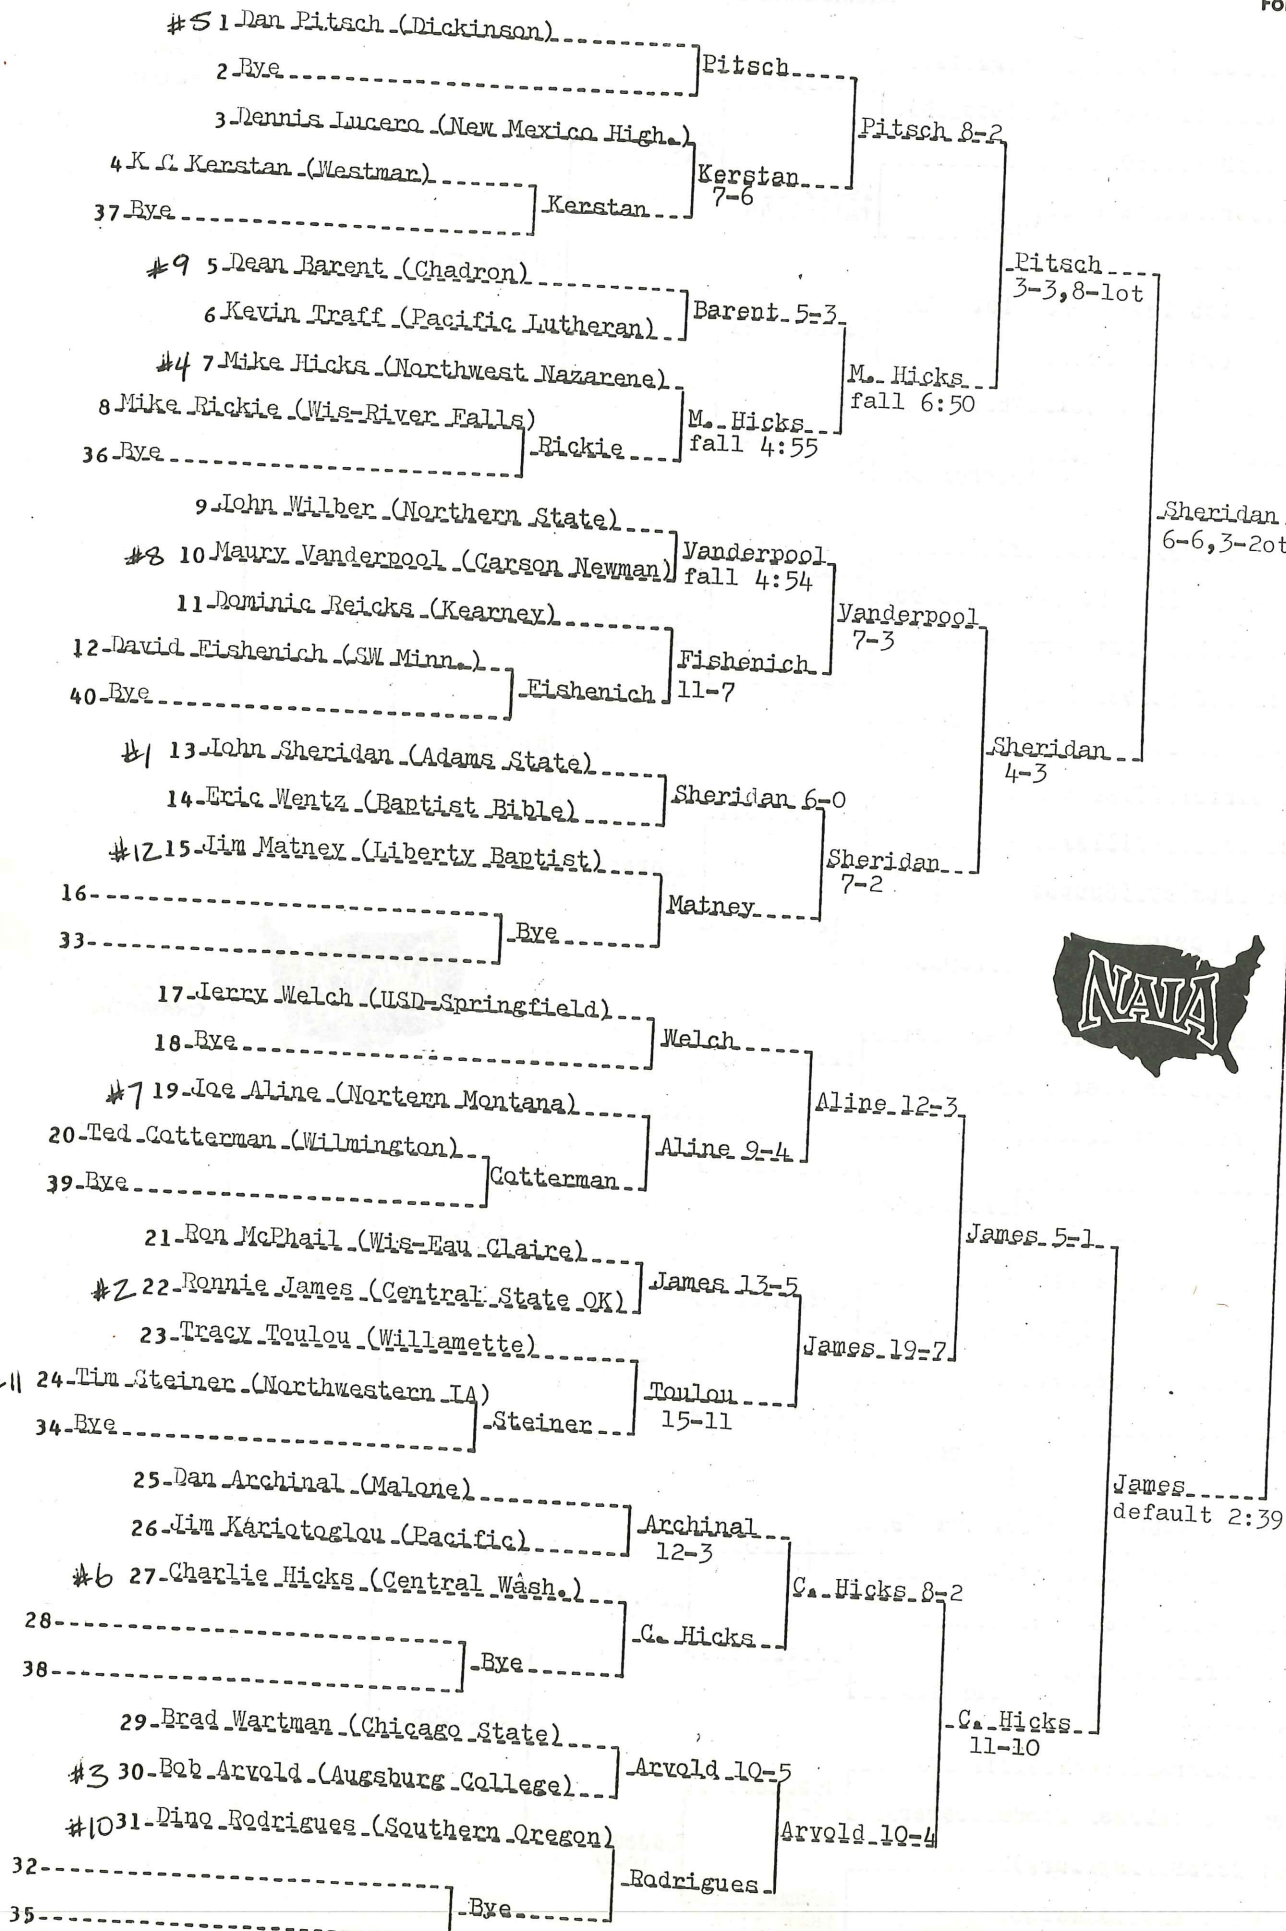 FO
#5 1 Dan Pitsch (Dickinson)
2 Bye
Pitsch
3 Dennis Lucero (New Mexico High.)
Pitsch 8-2
4 K C Kerstan (Westmar)
Kerstan
7-6
37 Bye
Kerstan
#9 5 Dean Barent (Chadron)
Pitsch
3-3,8-1ot
6 Kevin Traff (Pacific Lutheran)
Barent 5-3
#4 7 Mike Hicks (Northwest Nazarene)
M. Hicks
fall 6:50
8 Mike Rickie (Wis-River Falls)
M. Hicks
fall 4:55
36 Bye
Rickie
9 John Wilber (Northern State)
Sheridan
6-6,3-2ot
#8 10 Maury Vanderpool (Carson Newman)
Vanderpool
fall 4:54
11 Dominic Reicks (Kearney)
Vanderpool
7-3
12 David Fishenich (SW Minn.)
Fishenich
11-7
40 Bye
Fishenich
#1 13 John Sheridan (Adams State)
Sheridan
4-3
14 Eric Wentz (Baptist Bible)
Sheridan 6-0
#12 15 Jim Matney (Liberty Baptist)
Sheridan
7-2
16
Matney
33
Bye
NAIA
17 Jerry Welch (USD-Springfield)
18 Bye
Welch
#7 19 Joe Aline (Nortern Montana)
Aline 12-3
20 Ted Cotterman (Wilmington)
Aline 9-4
39 Bye
Cotterman
21 Ron McPhail (Wis-Eau Claire)
James 5-1
#2 22 Ronnie James (Central State OK)
James 13-5
23 Tracy Toulou (Willamette)
James 19-7
11 24 Tim Steiner (Northwestern IA)
Toulou
15-11
34 Bye
Steiner
25 Dan Archinal (Malone)
James
default 2:39
26 Jim Kariotoglou (Pacific)
Archinal
12-3
#6 27 Charlie Hicks (Central Wash.)
C. Hicks 8-2
28
C. Hicks
38
Bye
29 Brad Wartman (Chicago State)
C. Hicks
11-10
#3 30 Bob Arvold (Augsburg College)
Arvold 10-5
#10 31 Dino Rodrigues (Southern Oregon)
Arvold 10-4
32
Rodrigues
35
Bye